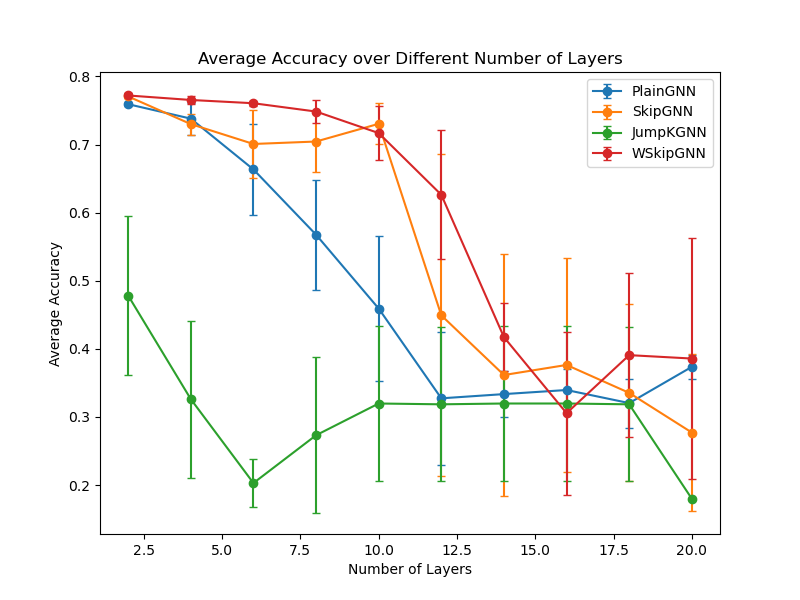 Average Accuracy over Different Number of Layers
Average Accuracy
0.8
0.7
0.6
0.5
0.4
0.3
0.2
PlainGNN
SkipGNN
JumpKGNN
WSkipGNN
2.5 5.0 7.5 10.0 12.5 15.0 17.5 20.0
Number of Layers